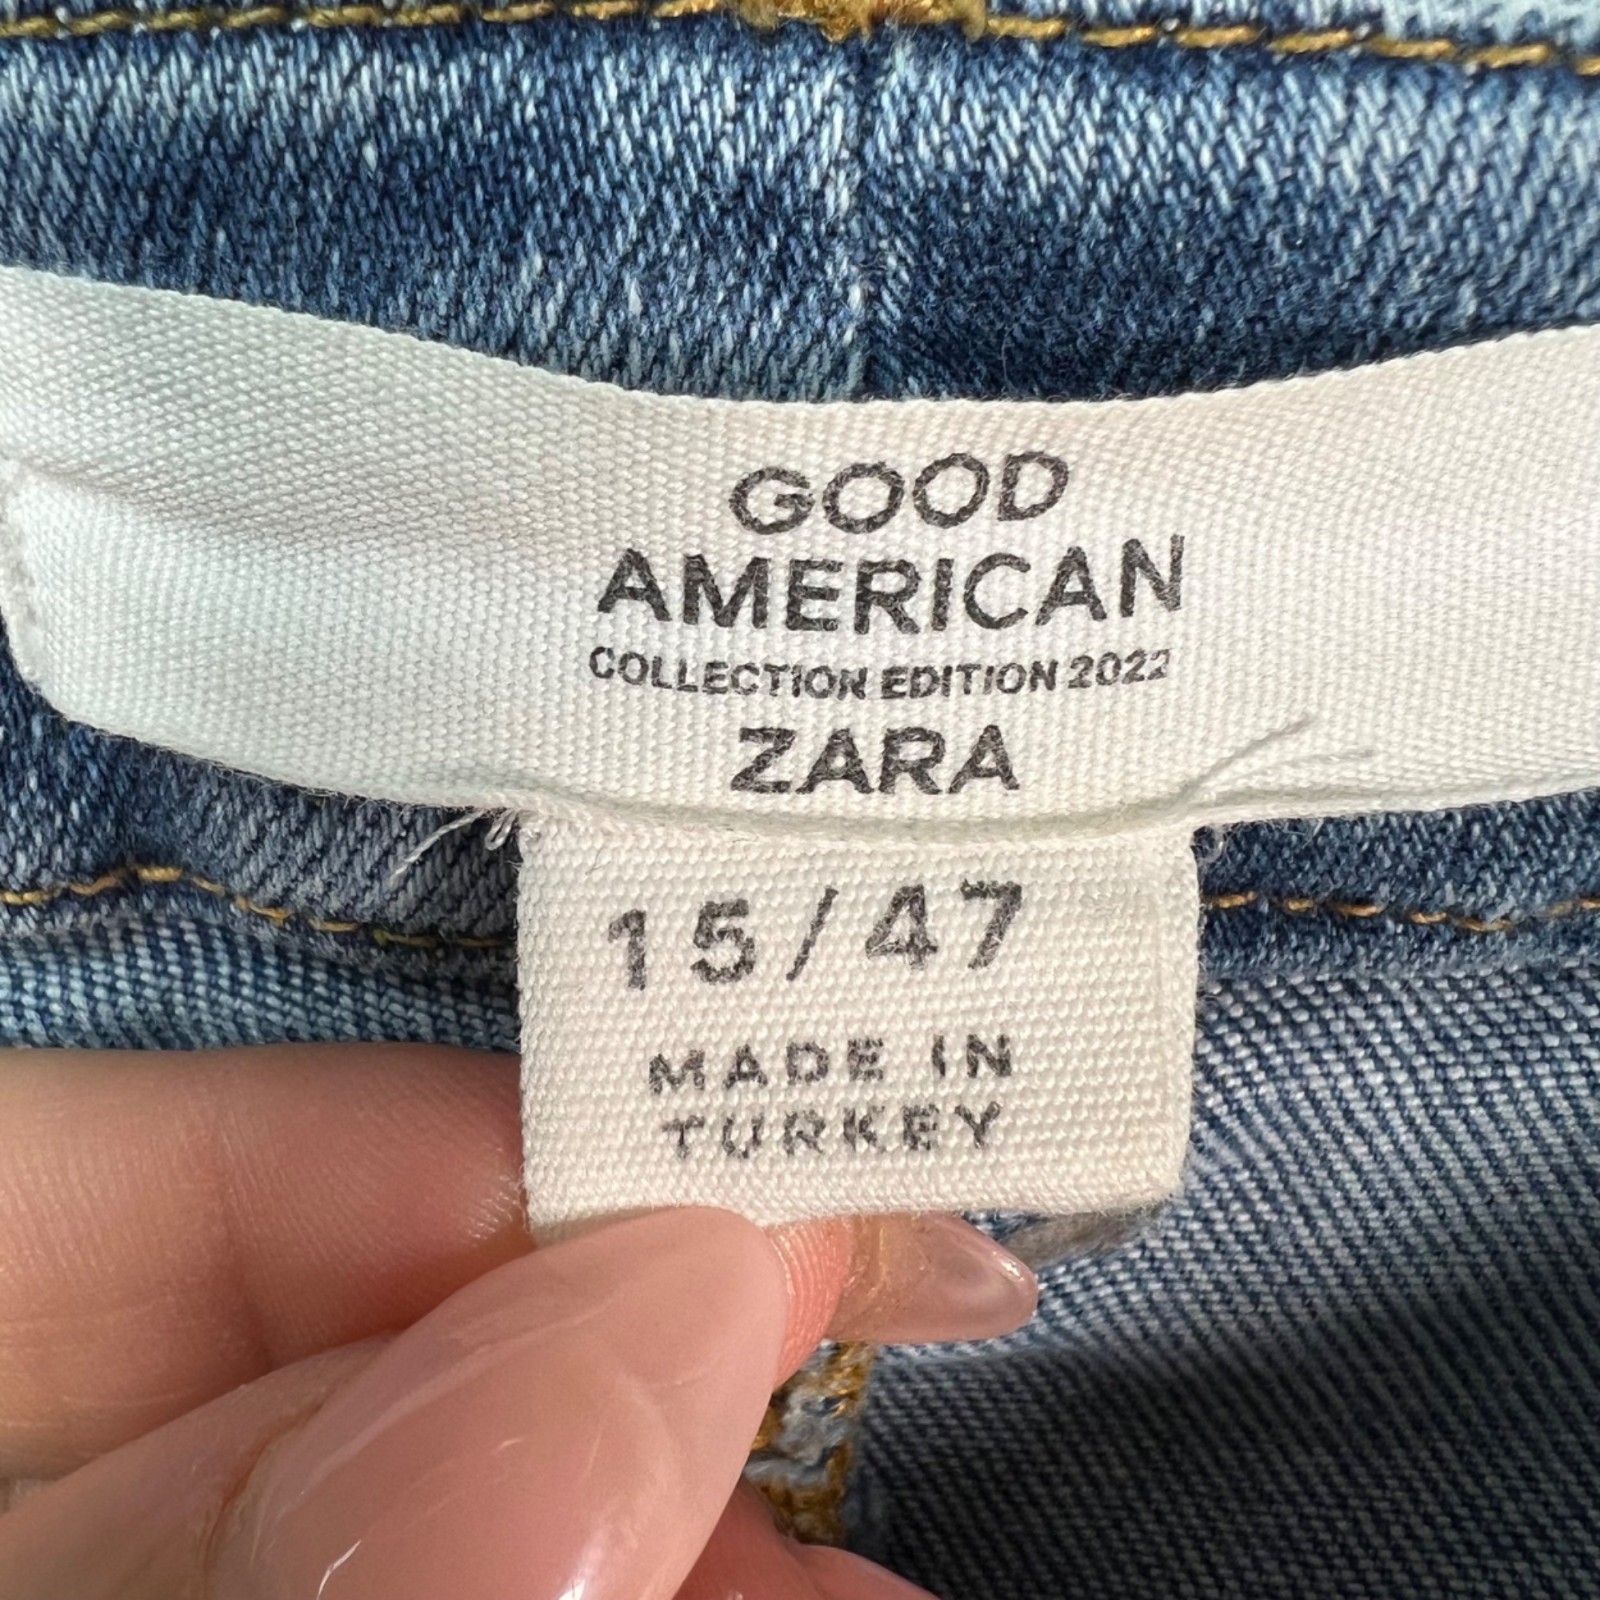 GOOD
AMERICAN
COLLECTION EDITION 2022
ZARA
15/47
MADE IN
TURKEY